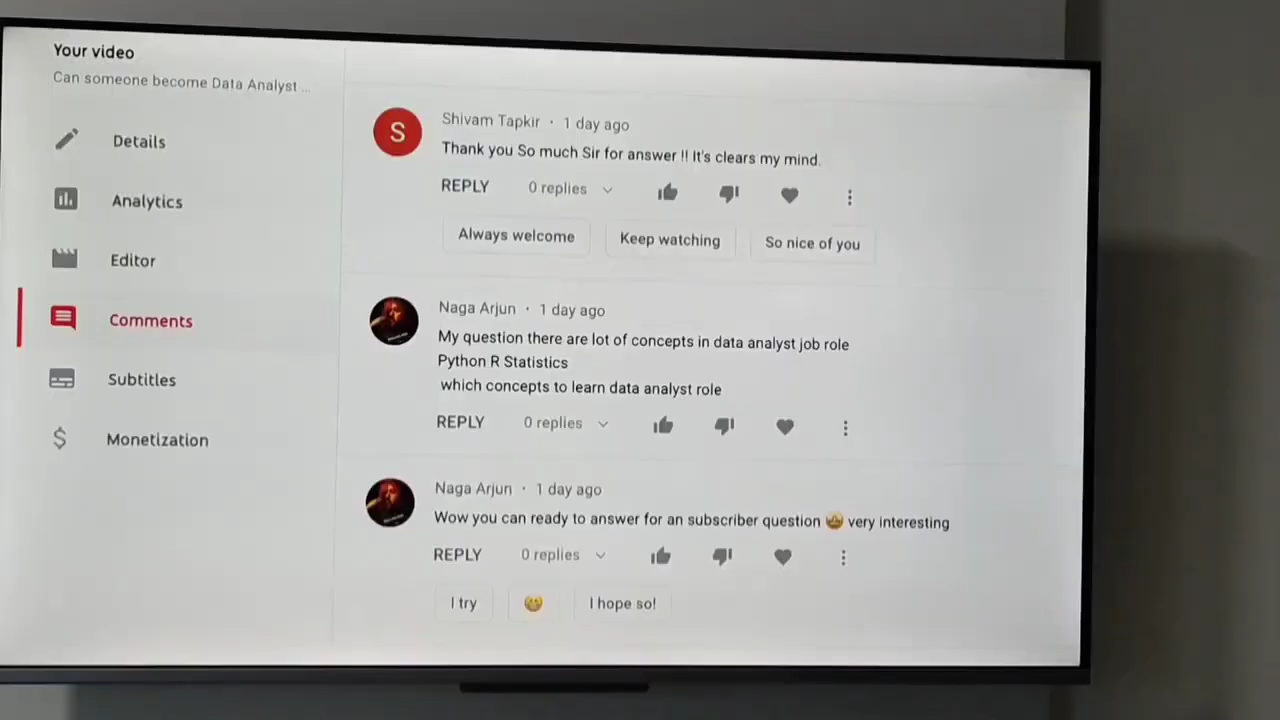 Your video
Can someone become Data Analyst ...
Details
Analytics
Editor
Comments
Subtitles
Monetization
S
Shivam Tapkir · 1 day ago
Thank you So much Sir for answer !! It's clears my mind.
REPLY 0 replies
Always welcome Keep watching So nice of you
Naga Arjun · 1 day ago
My question there are lot of concepts in data analyst job role
Python R Statistics
which concepts to learn data analyst role
REPLY 0 replies
Naga Arjun · 1 day ago
Wow you can ready to answer for an subscriber question 🤩 very interesting
REPLY 0 replies
I try 😁 I hope so!